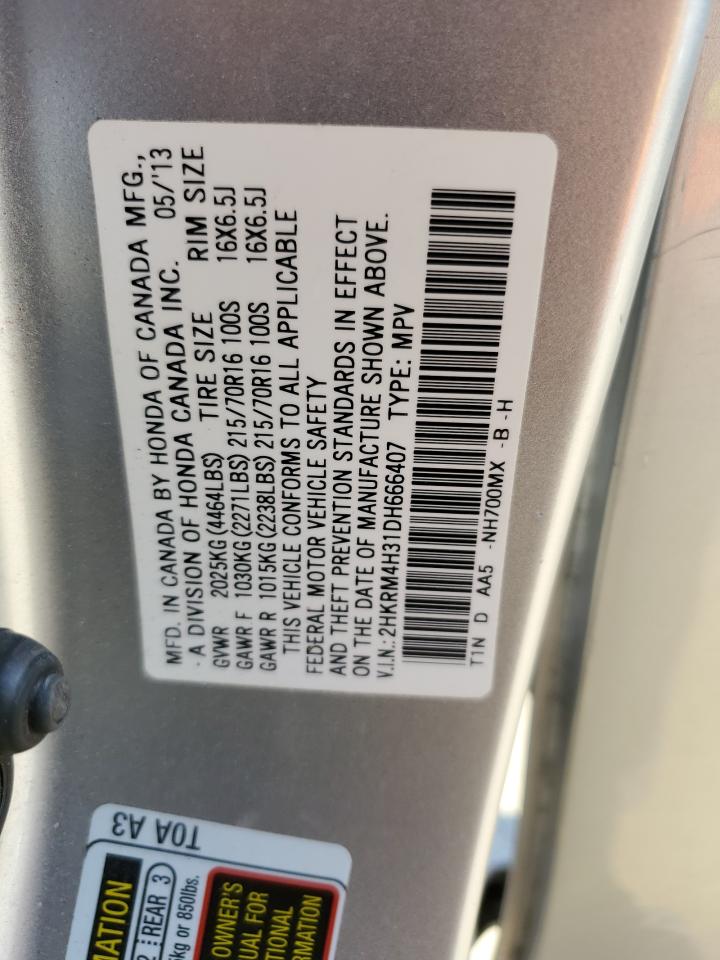 MFD. IN CANADA BY HONDA OF CANADA MFG.,
- A DIVISION OF HONDA CANADA INC. 05/'13
GVWR 2025KG(4464LBS) TIRE SIZE RIM SIZE
GAWR F 1030KG(2271LBS) 215/70R16 100S 16X6.5J
GAWR R 1015KG(2238LBS) 215/70R16 100S 16X6.5J
THIS VEHICLE CONFORMS TO ALL APPLICABLE
FEDERAL MOTOR VEHICLE SAFETY
AND THEFT PREVENTION STANDARDS IN EFFECT
ON THE DATE OF MANUFACTURE SHOWN ABOVE.
V.I.N.:2HKRM4H31DH666407 TYPE: MPV
T1N D AA5 -NH700MX -B -H
T0A A3
MATION
2 REAR 3
kg or 850lbs.
OWNER'S
UAL FOR
TIONAL
RMATION